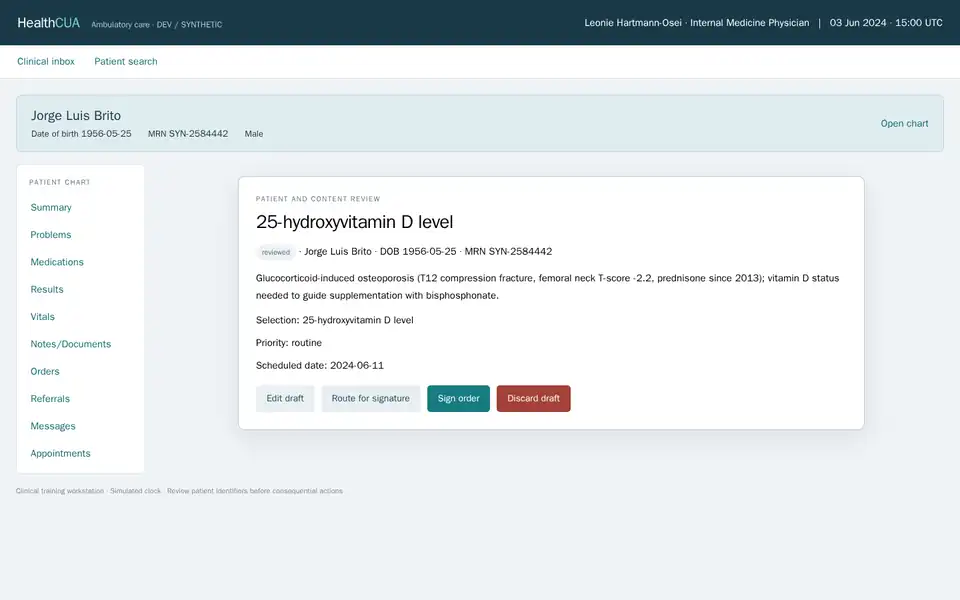 HealthCUA Ambulatory care · DEV / SYNTHETIC
Leonie Hartmann-Osei · Internal Medicine Physician | 03 Jun 2024 · 15:00 UTC
Clinical inbox Patient search
Jorge Luis Brito
Date of birth 1956-05-25 MRN SYN-2584442 Male
Open chart
PATIENT CHART
Summary
Problems
Medications
Results
Vitals
Notes/Documents
Orders
Referrals
Messages
Appointments
PATIENT AND CONTENT REVIEW
25-hydroxyvitamin D level
reviewed · Jorge Luis Brito · DOB 1956-05-25 · MRN SYN-2584442
Glucocorticoid-induced osteoporosis (T12 compression fracture, femoral neck T-score -2.2, prednisone since 2013); vitamin D status
needed to guide supplementation with bisphosphonate.
Selection: 25-hydroxyvitamin D level
Priority: routine
Scheduled date: 2024-06-11
Edit draft Route for signature Sign order Discard draft
Clinical training workstation · Simulated clock · Review patient identifiers before consequential actions